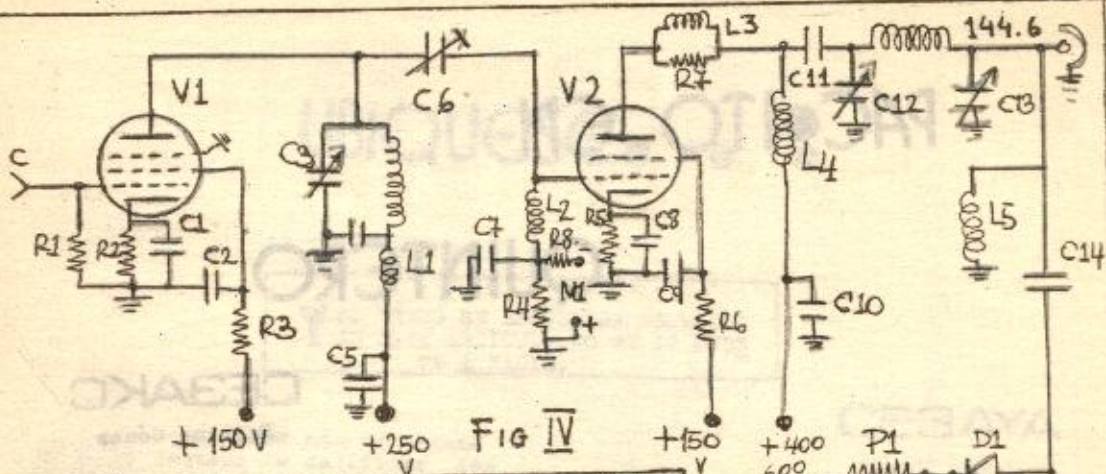 144.6
L3
R7
C11
V1
C6
V2
C12
C13
C
C3
L4
L2
R5
C8
R1
R2
C1
C2
C7
R8
-
L5
L1
C9
C14
R3
R4
M1
+
R6
C10
C5
+150V
+250
V
FIG IV
+150
V
+400
600
P1
D1